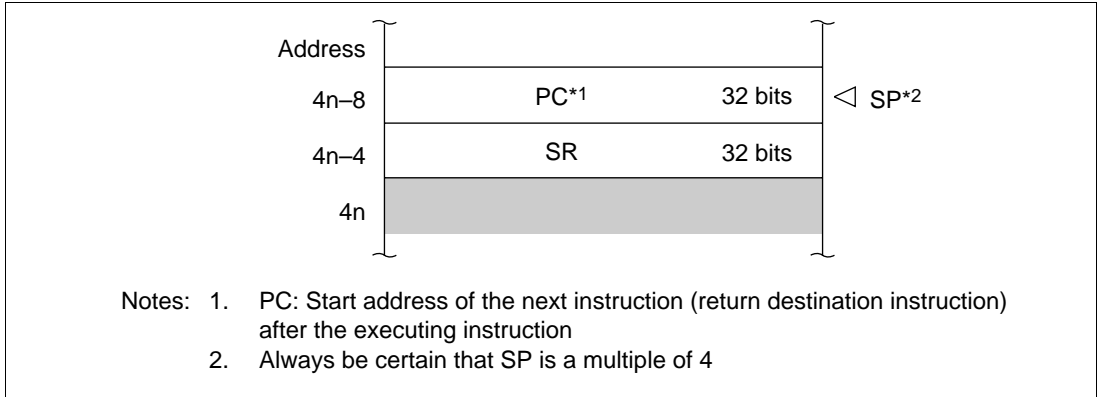 Address
4n–8 PC*1 32 bits SP*2
4n–4 SR 32 bits
4n
Notes: 1. PC: Start address of the next instruction (return destination instruction)
after the executing instruction
2. Always be certain that SP is a multiple of 4